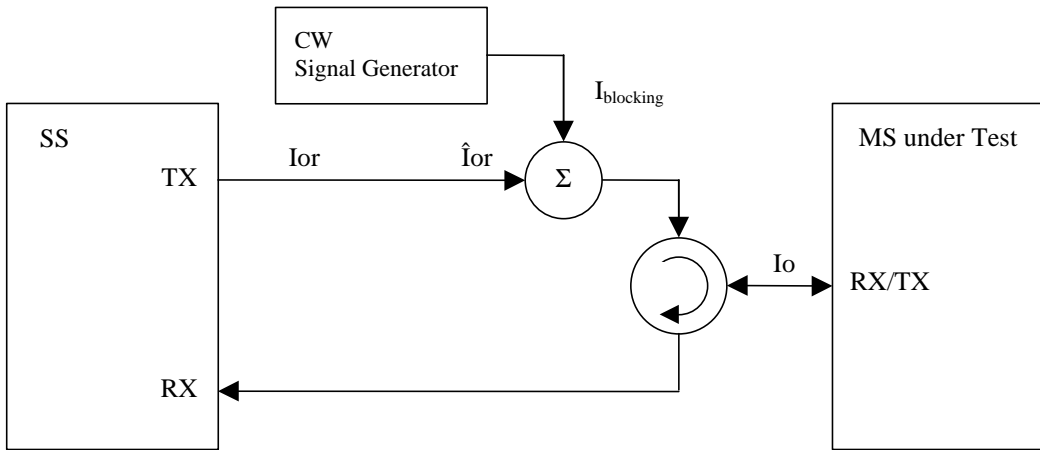 CW
Signal Generator
I_blocking
SS
MS under Test
TX
Ior
Îor
Σ
Io
RX/TX
RX